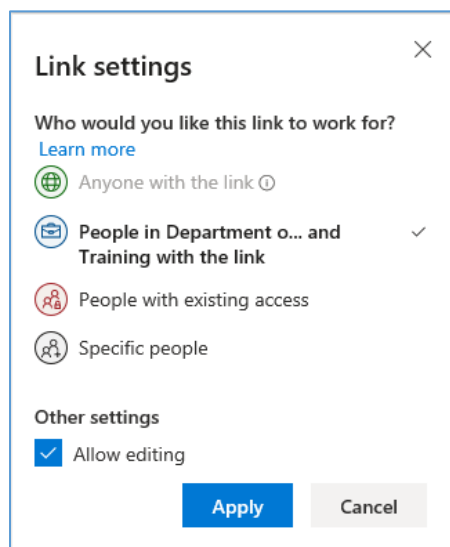 Link settings
Who would you like this link to work for?
Learn more
Anyone with the link
People in Department o... and
Training with the link
People with existing access
Specific people
Other settings
Allow editing
Apply Cancel